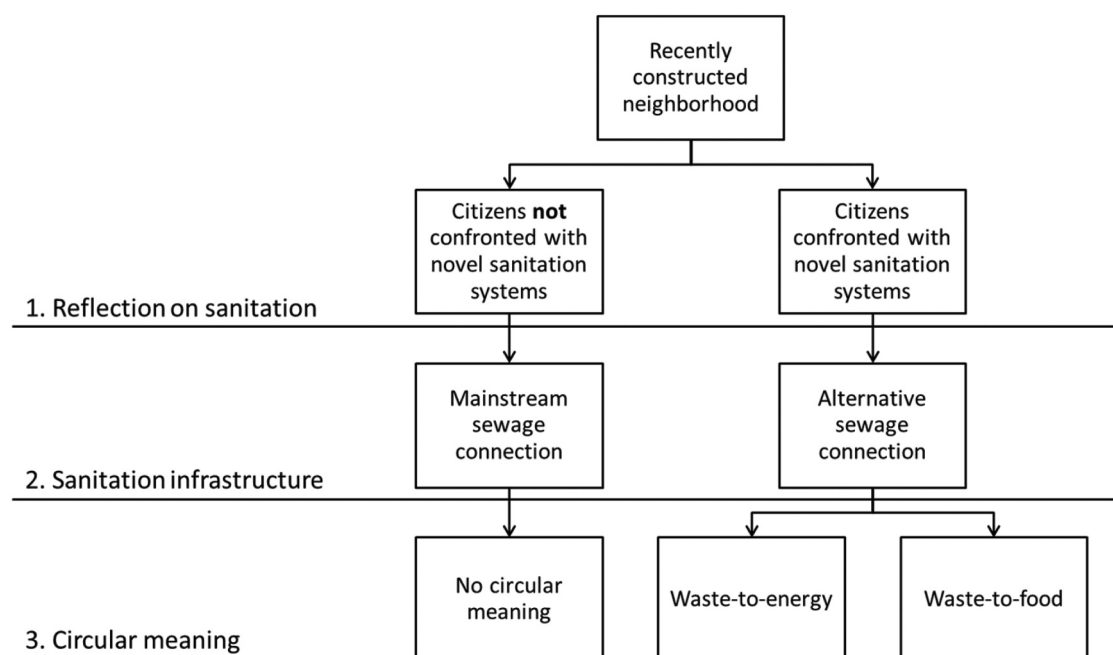 Recently
constructed
neighborhood
Citizens not
confronted with
novel sanitation
systems
Citizens
confronted with
novel sanitation
systems
1. Reflection on sanitation
Mainstream
sewage
connection
Alternative
sewage
connection
2. Sanitation infrastructure
No circular
meaning
Waste-to-energy
Waste-to-food
3. Circular meaning